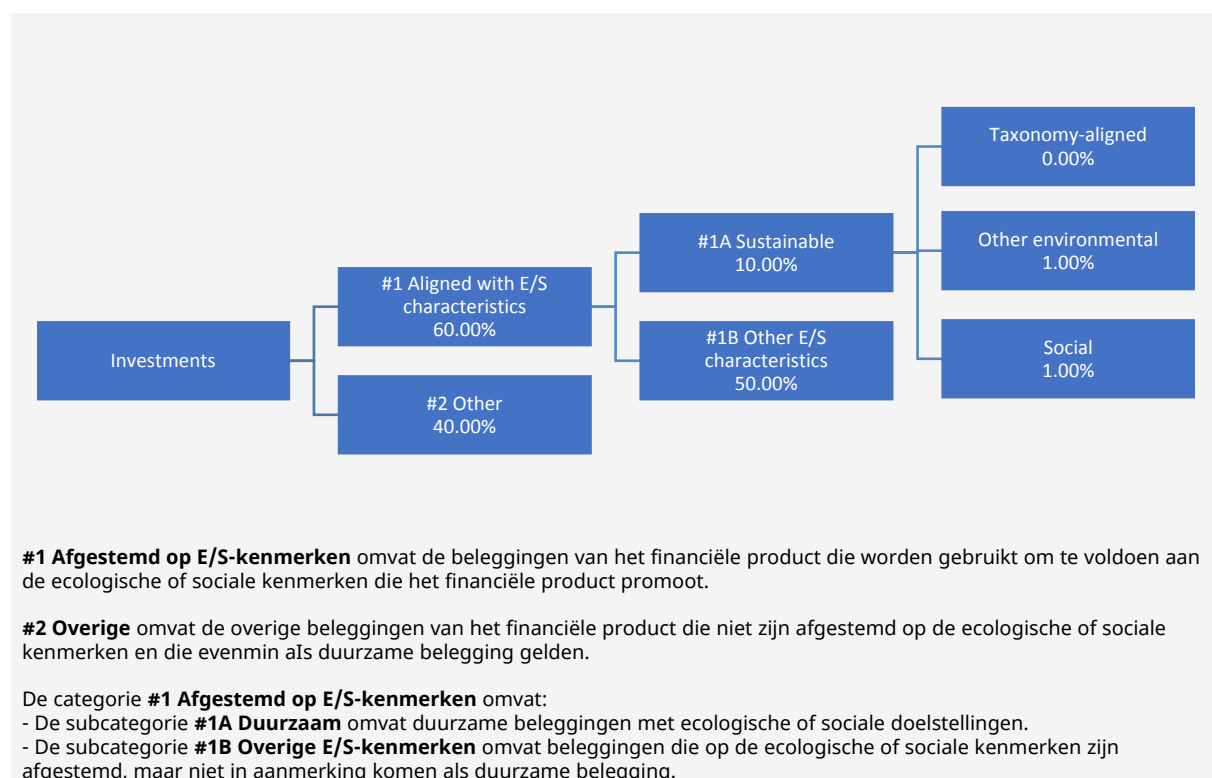 Investments
#1 Aligned with E/S
characteristics
60.00%
#2 Other
40.00%
#1A Sustainable
10.00%
#1B Other E/S
characteristics
50.00%
Taxonomy-aligned
0.00%
Other environmental
1.00%
Social
1.00%
#1 Afgestemd op E/S-kenmerken omvat de beleggingen van het financiële product die worden gebruikt om te voldoen aan
de ecologische of sociale kenmerken die het financiële product promoot.
#2 Overige omvat de overige beleggingen van het financiële product die niet zijn afgestemd op de ecologische of sociale
kenmerken en die evenmin aIs duurzame belegging gelden.
De categorie #1 Afgestemd op E/S-kenmerken omvat:
- De subcategorie #1A Duurzaam omvat duurzame beleggingen met ecologische of sociale doelstellingen.
- De subcategorie #1B Overige E/S-kenmerken omvat beleggingen die op de ecologische of sociale kenmerken zijn
afgestemd, maar niet in aanmerking komen als duurzame belegging.